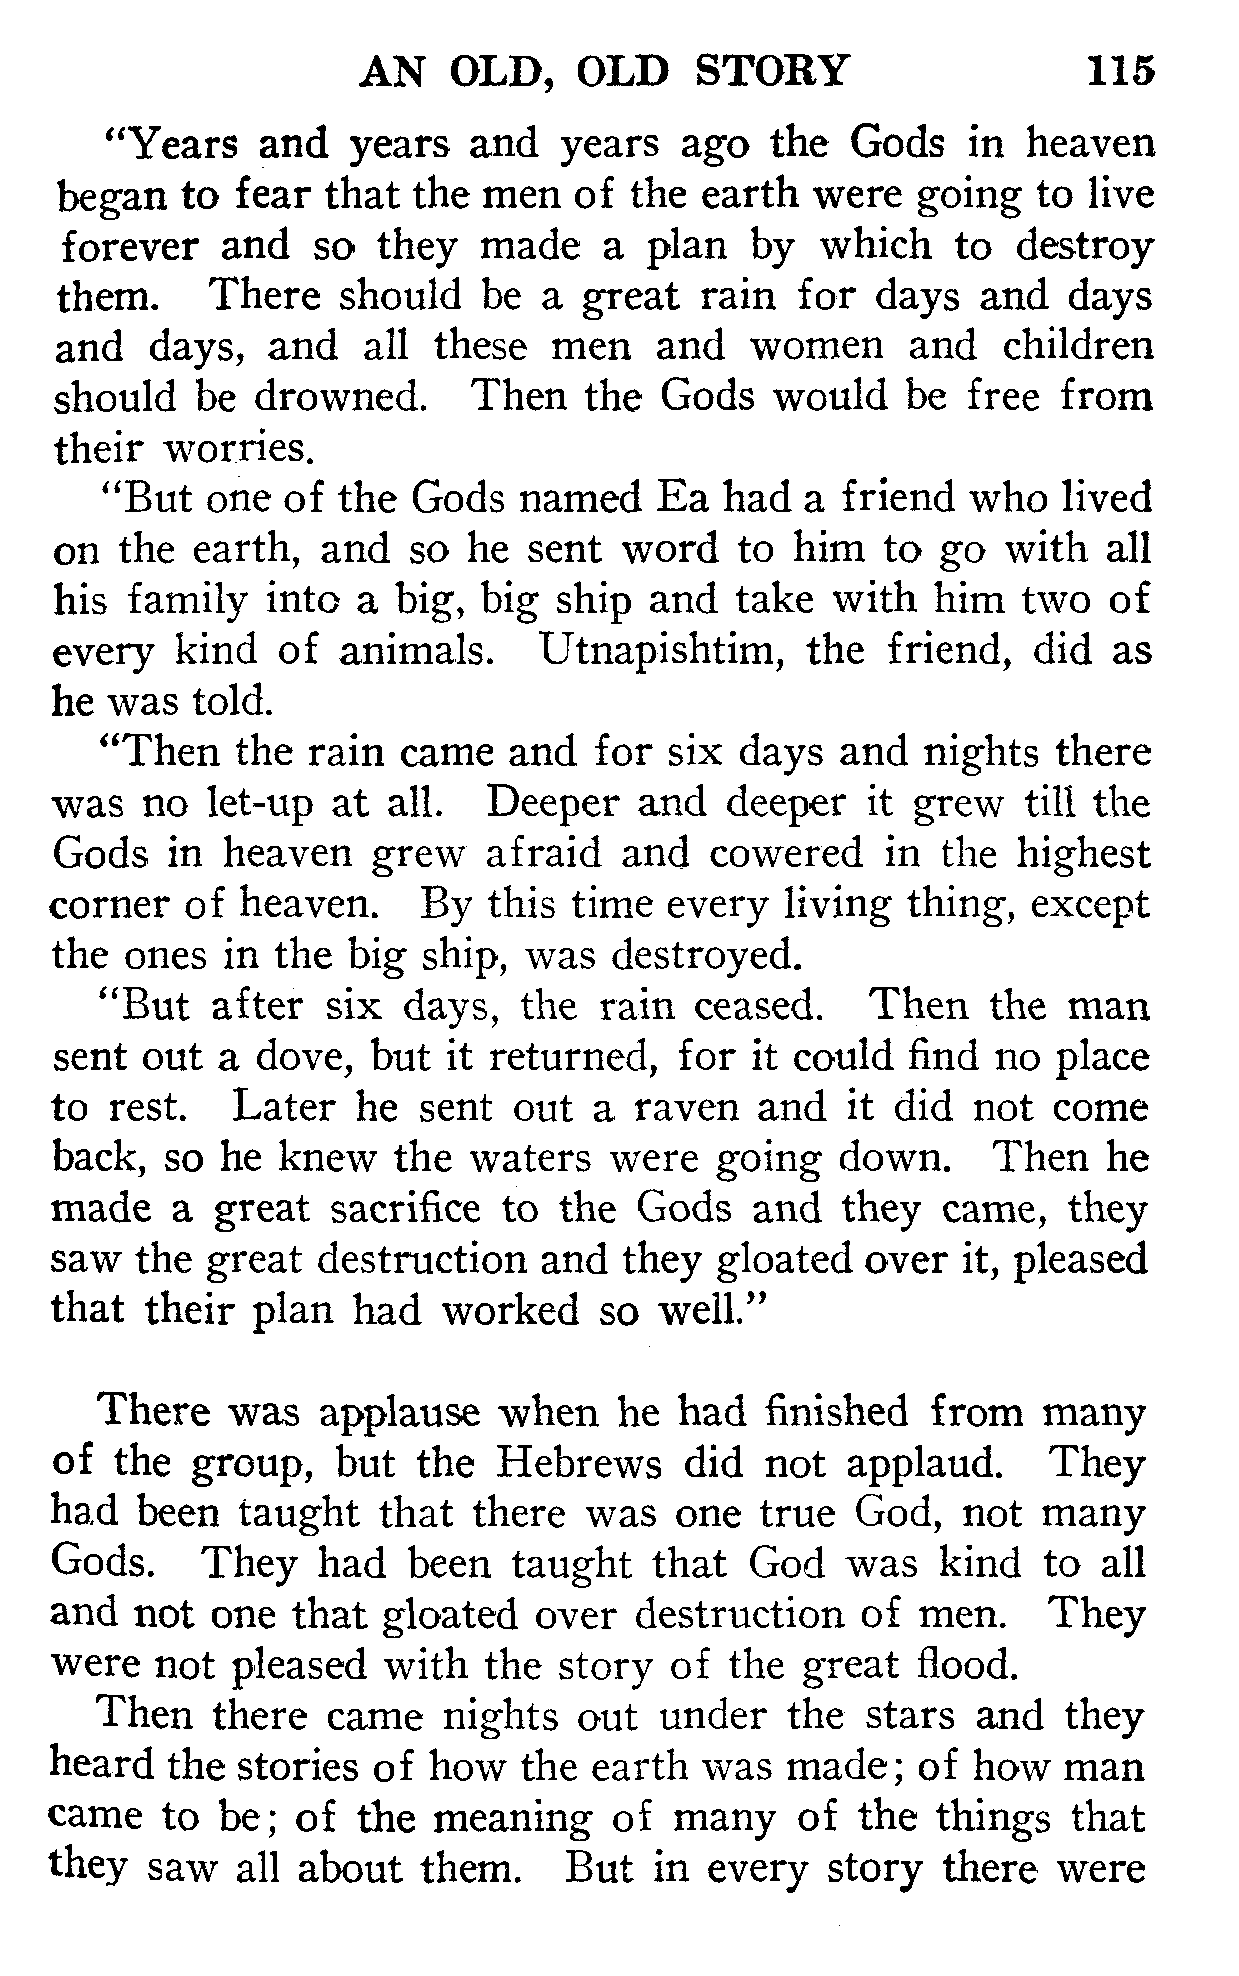 AN OLD, OLD STORY 115
"Years and years and years ago the Gods in heaven
began to fear that the men of the earth were going to live
forever and so they made a plan by which to destroy
them. There should be a great rain for days and days
and days, and all these men and women and children
should be drowned. Then the Gods would be free from
their worries.
"But one of the Gods named Ea had a friend who lived
on the earth, and so he sent word to him to go with all
his family into a big, big ship and take with him two of
every kind of animals. Utnapishtim, the friend, did as
he was told.
"Then the rain came and for six days and nights there
was no let-up at all. Deeper and deeper it grew till the
Gods in heaven grew afraid and cowered in the highest
corner of heaven. By this time every living thing, except
the ones in the big ship, was destroyed.
"But after six days, the rain ceased. Then the man
sent out a dove, but it returned, for it could find no place
to rest. Later he sent out a raven and it did not come
back, so he knew the waters were going down. Then he
made a great sacrifice to the Gods and they came, they
saw the great destruction and they gloated over it, pleased
that their plan had worked so well."
There was applause when he had finished from many
of the group, but the Hebrews did not applaud. They
had been taught that there was one true God, not many
Gods. They had been taught that God was kind to all
and not one that gloated over destruction of men. They
were not pleased with the story of the great flood.
Then there came nights out under the stars and they
heard the stories of how the earth was made; of how man
came to be; of the meaning of many of the things that
they saw all about them. But in every story there were